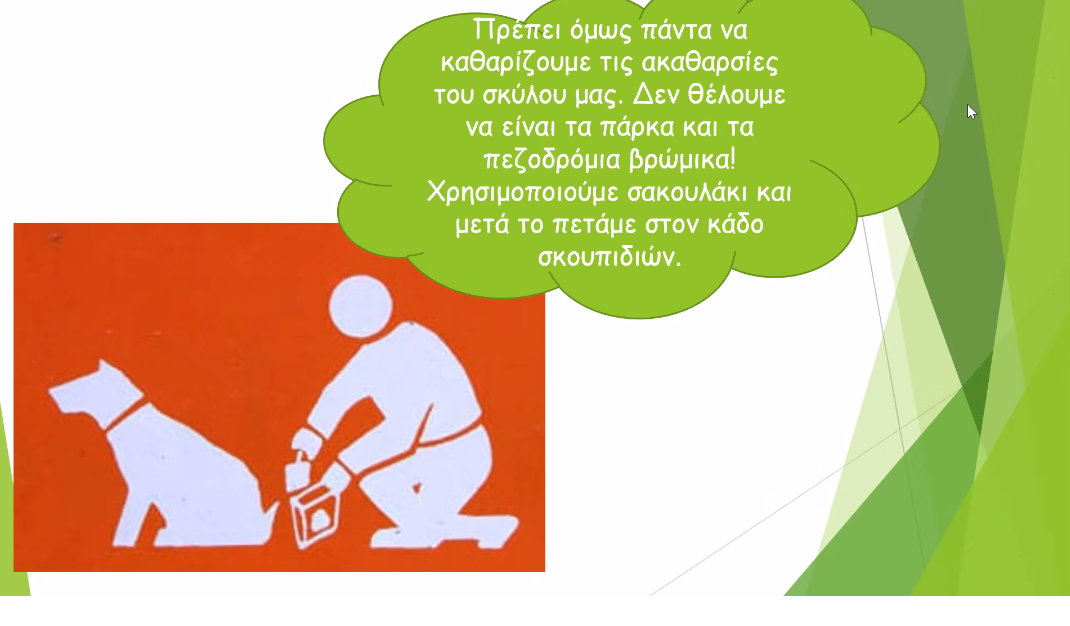 Πρέπει όμως πάντα να
καθαρίζουμε τις ακαθαρσίες
του σκύλου μας. Δεν θέλουμε
να είναι τα πάρκα και τα
πεζοδρόμια βρώμικα!
Χρησιμοποιούμε σακουλάκι και
μετά το πετάμε στον κάδο
σκουπιδιών.